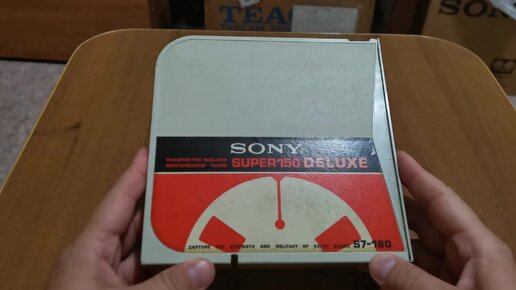 TEAC
SONY
SONY
MAGNETIC SOUND
RECORDING TAPE
SUPER 150 DELUXE
CAPTURE THE STRENGTH AND DELICACY OF EVERY SOUND
S7-180